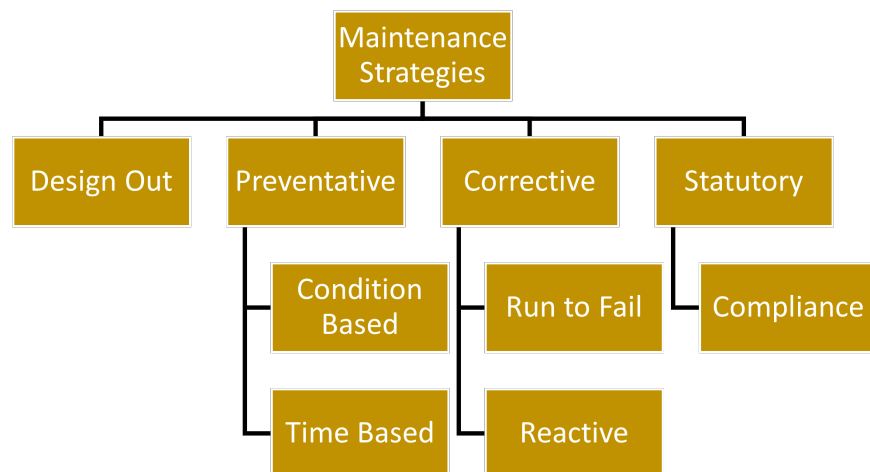 Maintenance
Strategies
Design Out
Preventative
Corrective
Statutory
Condition
Based
Run to Fail
Compliance
Time Based
Reactive